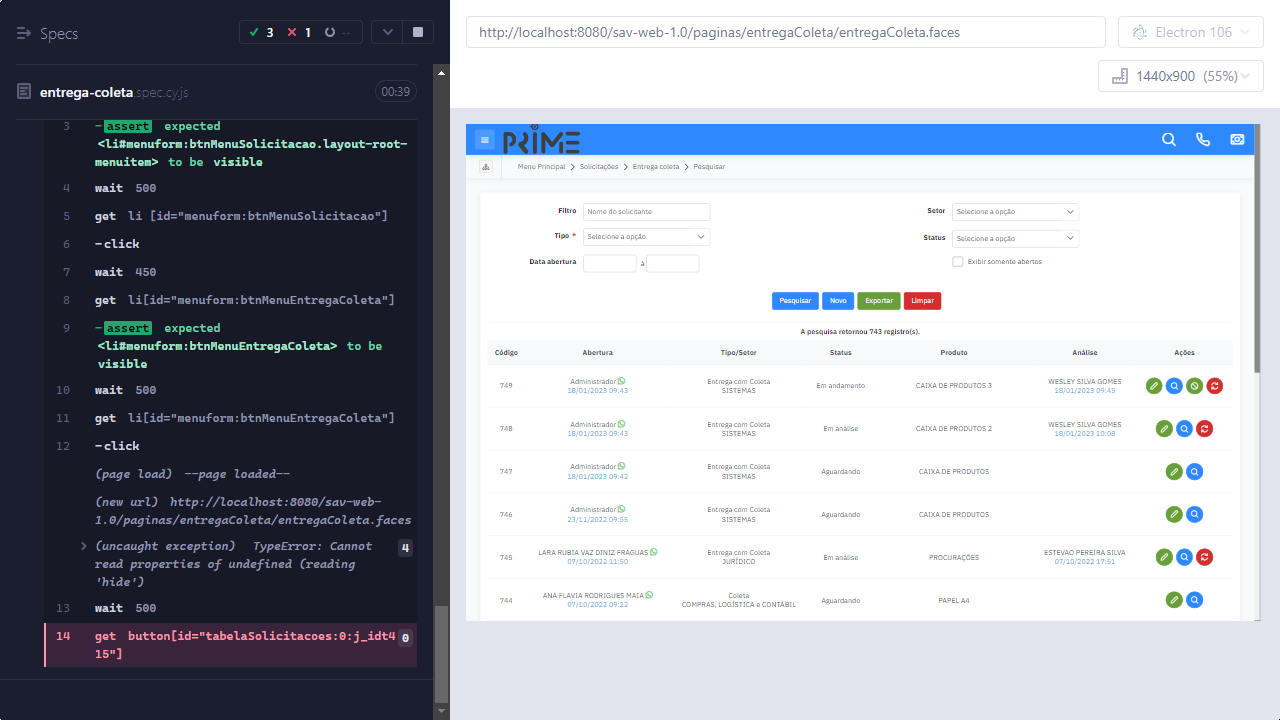 Specs
3
1
--
entrega-coleta.spec.cy.js
00:39
3 -assert expected
<li#menuform:btnMenuSolicitacao.layout-root-
menuitem> to be visible
4 wait 500
5 get li [id="menuform:btnMenuSolicitacao"]
6 -click
7 wait 450
8 get li[id="menuform:btnMenuEntregaColeta"]
9 -assert expected
<li#menuform:btnMenuEntregaColeta> to be
visible
10 wait 500
11 get li[id="menuform:btnMenuEntregaColeta"]
12 -click
(page load) --page loaded--
(new url) http://localhost:8080/sav-web-
1.0/paginas/entregaColeta/entregaColeta.faces
(uncaught exception) TypeError: Cannot 4
read properties of undefined (reading
'hide')
13 wait 500
14 get button[id="tabelaSolicitacoes:0:j_idt4 0
15"]
http://localhost:8080/sav-web-1.0/paginas/entregaColeta/entregaColeta.faces
Electron 106
1440x900 (55%)
PRIME
Menu Principal > Solicitações > Entrega coleta > Pesquisar
Filtro Nome do solicitante Setor Selecione a opção
Tipo * Selecione a opção Status Selecione a opção
Data abertura à Exibir somente abertos
Pesquisar Novo Exportar Limpar
A pesquisa retornou 743 registro(s).
Código Abertura Tipo/Setor Status Produto Análise Ações
749 Administrador Entrega com Coleta Em andamento CAIXA DE PRODUTOS 3 WESLEY SILVA GOMES
18/01/2023 09:43 SISTEMAS 18/01/2023 09:45
748 Administrador Entrega com Coleta Em análise CAIXA DE PRODUTOS 2 WESLEY SILVA GOMES
18/01/2023 09:43 SISTEMAS 18/01/2023 10:08
747 Administrador Entrega com Coleta Aguardando CAIXA DE PRODUTOS
18/01/2023 09:42 SISTEMAS
746 Administrador Entrega com Coleta Aguardando CAIXA DE PRODUTOS
23/11/2022 09:55 SISTEMAS
745 LARA RUBIA VAZ DINIZ FRAGUAS Entrega com Coleta Em análise PROCURAÇÕES ESTEVAO PEREIRA SILVA
07/10/2022 11:50 JURÍDICO 07/10/2022 17:51
744 ANA FLAVIA RODRIGUES MAIA Coleta Aguardando PAPEL A4
07/10/2022 09:22 COMPRAS, LOGÍSTICA e CONTÁBIL